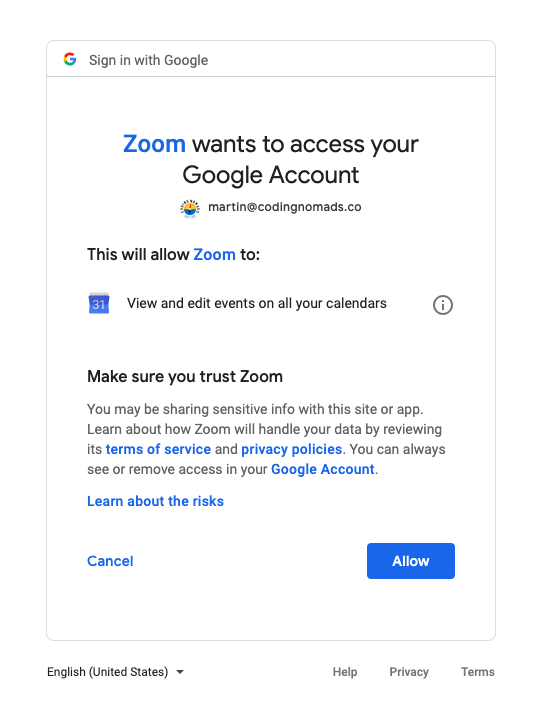 Sign in with Google
Zoom wants to access your
Google Account
martin@codingnomads.co
This will allow Zoom to:
31
View and edit events on all your calendars
Make sure you trust Zoom
You may be sharing sensitive info with this site or app.
Learn about how Zoom will handle your data by reviewing
its terms of service and privacy policies. You can always
see or remove access in your Google Account.
Learn about the risks
Cancel
Allow
English (United States)
Help
Privacy
Terms